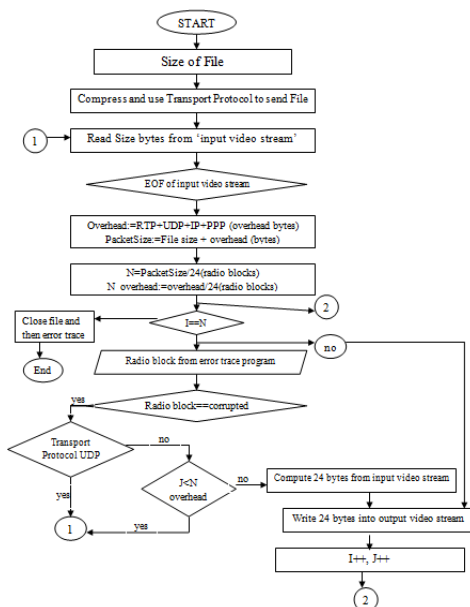 START
Size of File
Compress and use Transport Protocol to send File
1
Read Size bytes from ‘input video stream’
EOF of input video stream
Overhead:=RTP+UDP+IP+PPP (overhead bytes)
PacketSize:=File size + overhead (bytes)
N=PacketSize/24(radio blocks)
N_overhead:=overhead/24(radio blocks)
2
Close file and
then error trace
I==N
no
End
Radio block from error trace program
yes
Radio block==corrupted
Transport
Protocol UDP
no
J<N
overhead
no
Compute 24 bytes from input video stream
yes
Write 24 bytes into output video stream
1
yes
I++, J++
2